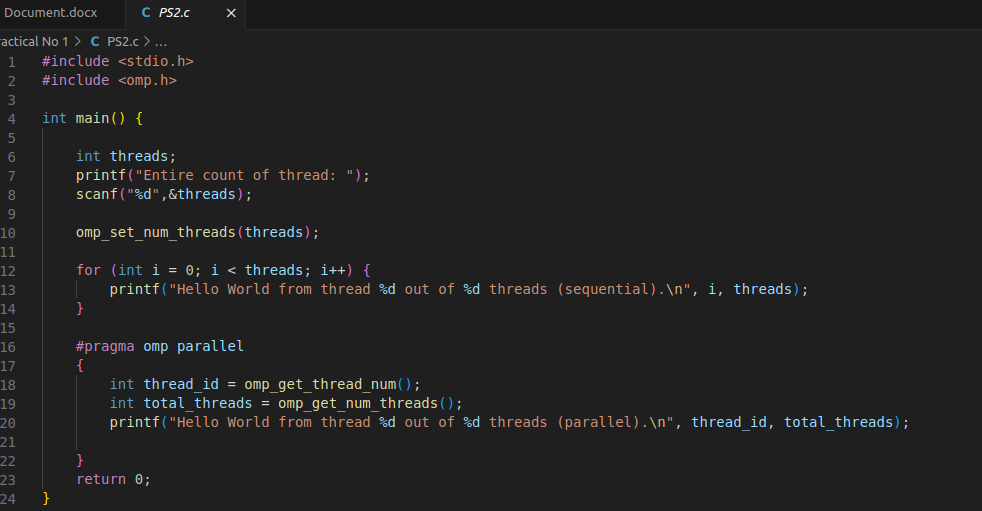 Document.docx C PS2.c ×
ractical No 1 > C PS2.c > ...
1 #include <stdio.h>
2 #include <omp.h>
3
4 int main() {
5
6 int threads;
7 printf("Entire count of thread: ");
8 scanf("%d",&threads);
9
10 omp_set_num_threads(threads);
11
12 for (int i = 0; i < threads; i++) {
13 printf("Hello World from thread %d out of %d threads (sequential).\n", i, threads);
14 }
15
16 #pragma omp parallel
17 {
18 int thread_id = omp_get_thread_num();
19 int total_threads = omp_get_num_threads();
20 printf("Hello World from thread %d out of %d threads (parallel).\n", thread_id, total_threads);
21
22 }
23 return 0;
24 }